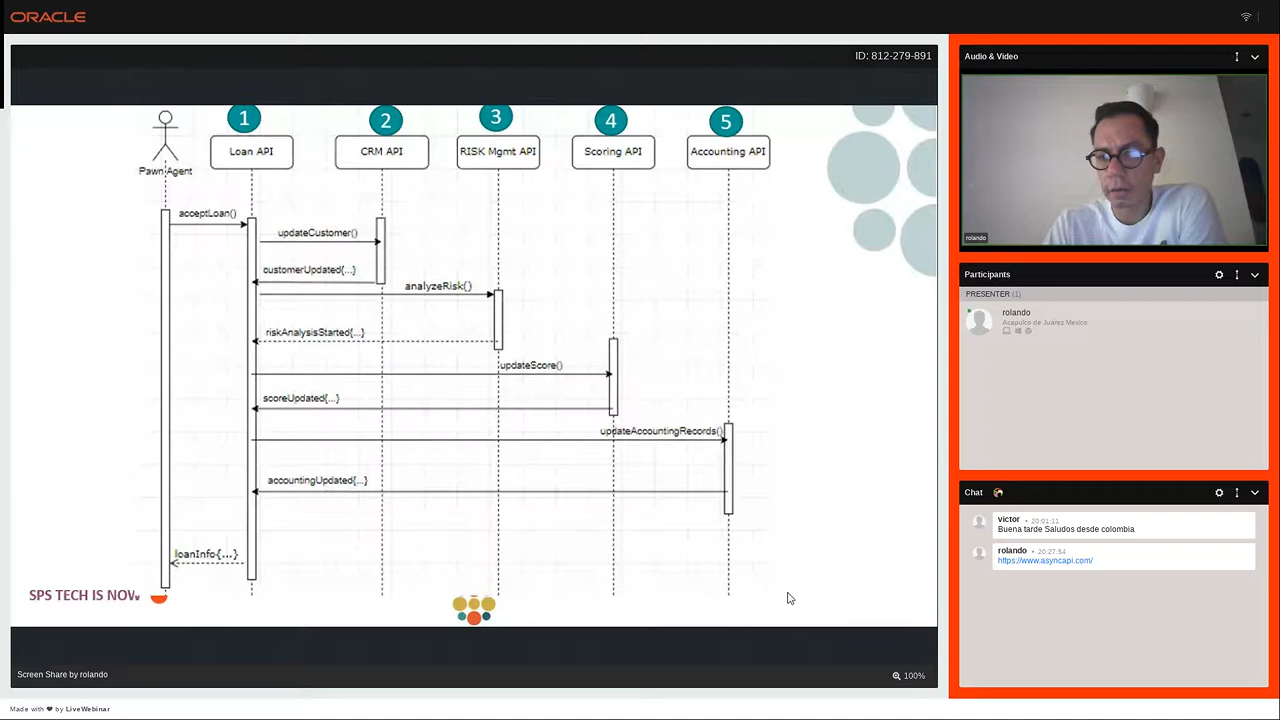 ORACLE
ID: 812-279-891
1
2
3
4
5
Loan API
CRM API
RISK Mgmt API
Scoring API
Accounting API
Pawn Agent
acceptLoan()
updateCustomer()
customerUpdated{...}
analyzeRisk()
riskAnalysisStarted{...}
updateScore()
scoreUpdated{...}
updateAccountingRecords()
accountingUpdated{...}
loanInfo{...}
SPS TECH IS NOW
Screen Share by rolando
100%
Made with ❤ by LiveWebinar
Audio & Video
rolando
Participants
PRESENTER (1)
rolando
Acapulco de Juárez Mexico
Chat
victor • 20:01:11
Buena tarde Saludos desde colombia
rolando • 20:27:54
https://www.asyncapi.com/